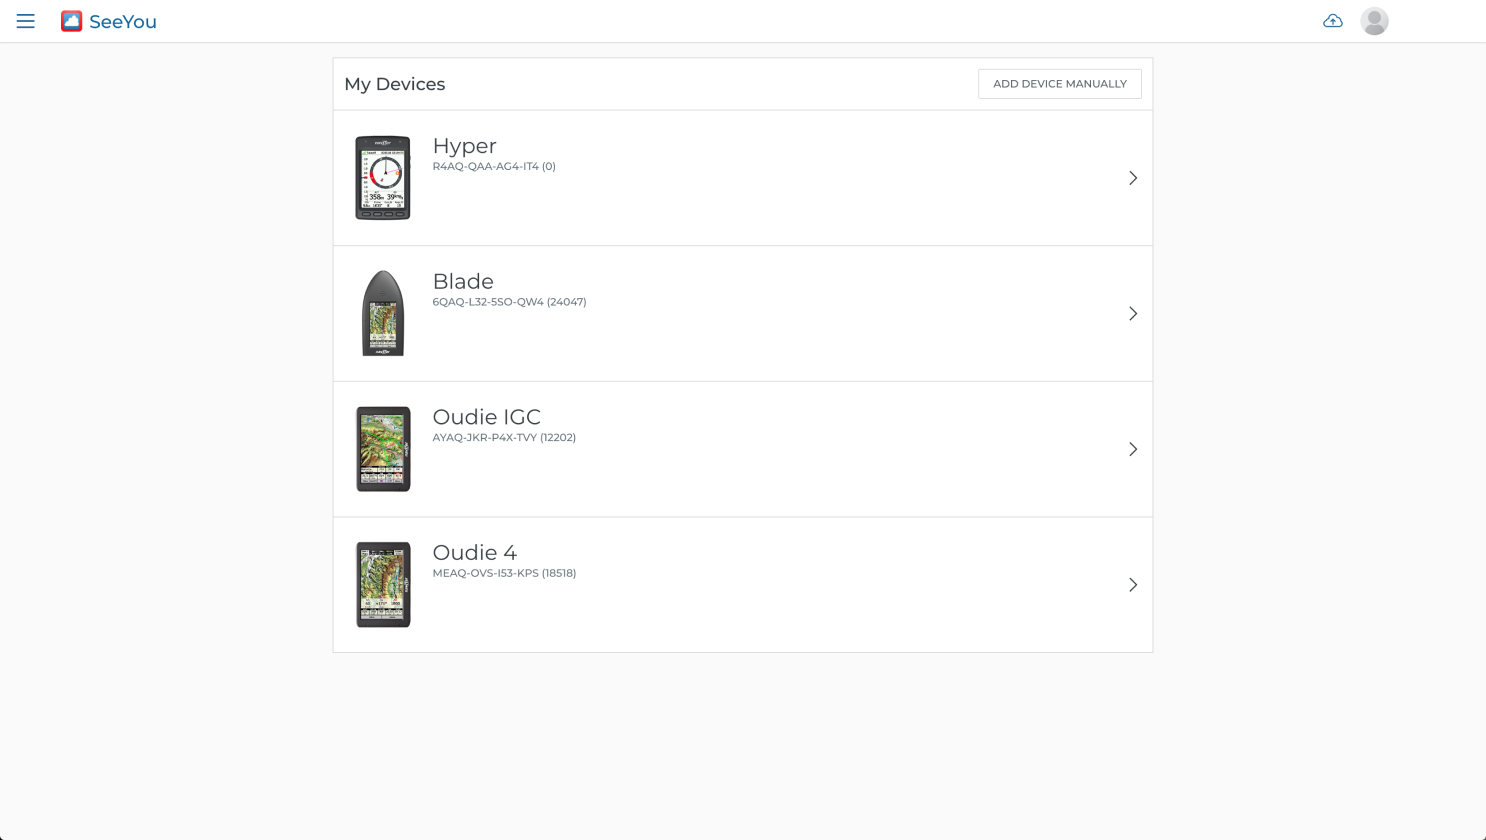 SeeYou
My Devices
ADD DEVICE MANUALLY
Hyper
R4AQ-QAA-AG4-IT4 (0)
Blade
6QAQ-L32-5SO-QW4 (24047)
Oudie IGC
AYAQ-JKR-P4X-TVY (12202)
Oudie 4
MEAQ-OVS-I53-KPS (18518)